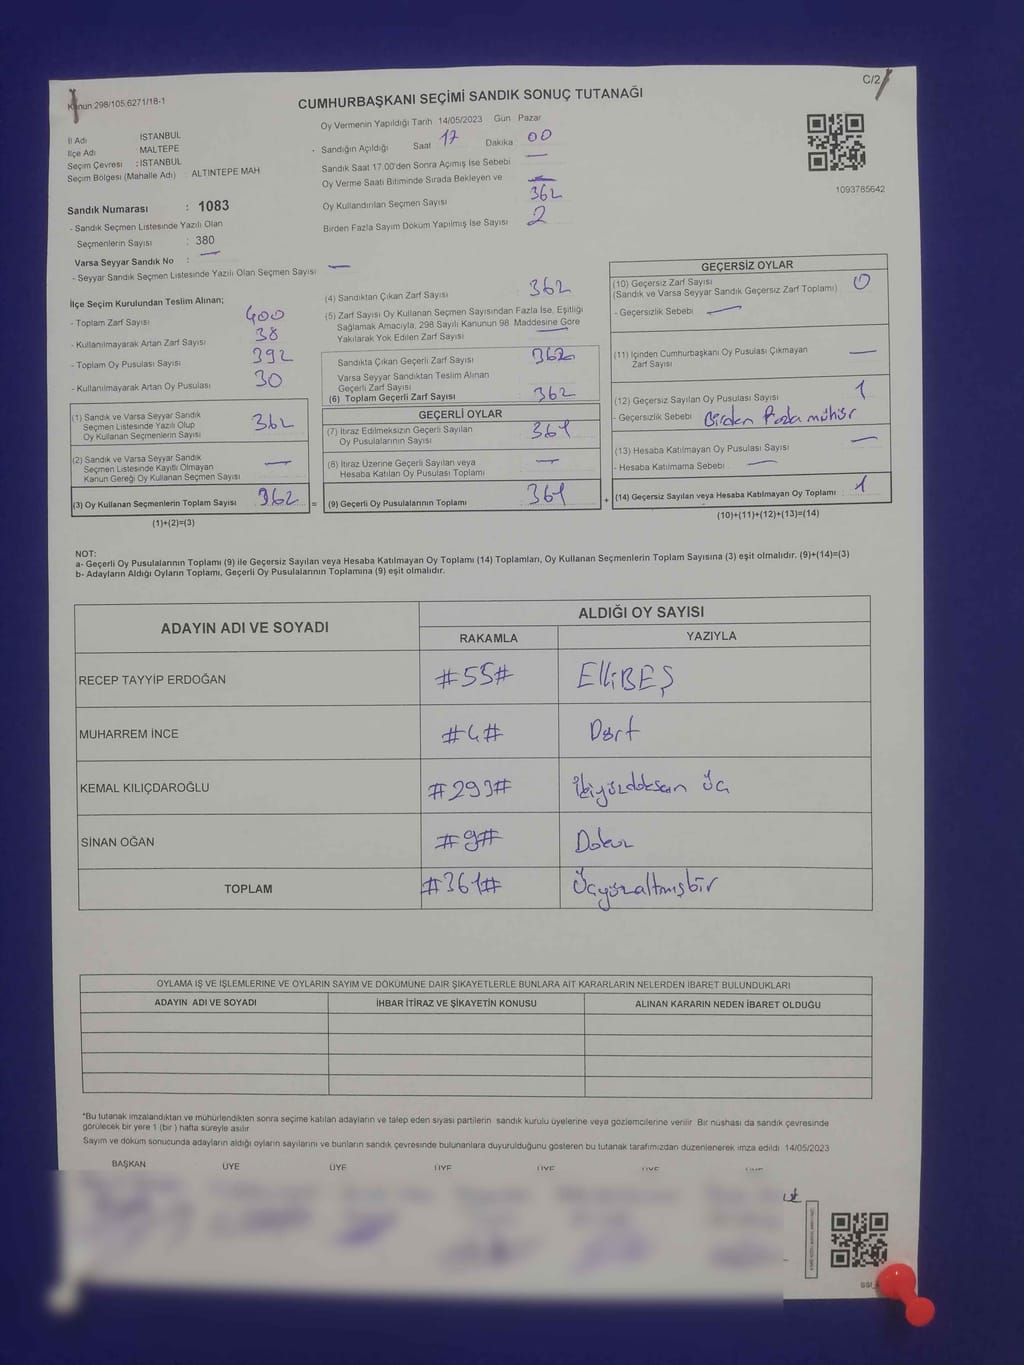 C/2
Kanun 298/105.6271/18-1
CUMHURBAŞKANI SEÇİMİ SANDIK SONUÇ TUTANAĞI
İl Adı İSTANBUL
İlçe Adı MALTEPE
Seçim Çevresi : İSTANBUL
Seçim Bölgesi (Mahalle Adı) : ALTINTEPE MAH
Sandık Numarası : 1083
- Sandık Seçmen Listesinde Yazılı Olan
Seçmenlerin Sayısı : 380
Varsa Seyyar Sandık No : —
- Seyyar Sandık Seçmen Listesinde Yazılı Olan Seçmen Sayısı —
Oy Vermenin Yapıldığı Tarih 14/05/2023 Gün Pazar
- Sandığın Açıldığı Saat 17 Dakika 00
Sandık Saat 17.00'den Sonra Açımış İse Sebebi —
Oy Verme Saati Bitiminde Sırada Bekleyen ve —
Oy Kullandırılan Seçmen Sayısı 362
Birden Fazla Sayım Döküm Yapılmış İse Sayısı 2
1093785642
İlçe Seçim Kurulundan Teslim Alınan;
- Toplam Zarf Sayısı 400
- Kullanılmayarak Artan Zarf Sayısı 38
- Toplam Oy Pusulası Sayısı 392
- Kullanılmayarak Artan Oy Pusulası 30
(1) Sandık ve Varsa Seyyar Sandık
Seçmen Listesinde Yazılı Olup
Oy Kullanan Seçmenlerin Sayısı 362
(2) Sandık ve Varsa Seyyar Sandık
Seçmen Listesinde Kayıtlı Olmayan
Kanun Gereği Oy Kullanan Seçmen Sayısı —
(3) Oy Kullanan Seçmenlerin Toplam Sayısı 362 =
(1)+(2)=(3)
(4) Sandıktan Çıkan Zarf Sayısı 362
(5) Zarf Sayısı Oy Kullanan Seçmen Sayısından Fazla İse, Eşitliği
Sağlamak Amacıyla; 298 Sayılı Kanunun 98. Maddesine Göre
Yakılarak Yok Edilen Zarf Sayısı —
Sandıkta Çıkan Geçerli Zarf Sayısı 362
Varsa Seyyar Sandıktan Teslim Alınan
Geçerli Zarf Sayısı
(6) Toplam Geçerli Zarf Sayısı 362
GEÇERLİ OYLAR
(7) İtiraz Edilmeksizin Geçerli Sayılan
Oy Pusulalarının Sayısı 361
(8) İtiraz Üzerine Geçerli Sayılan veya
Hesaba Katılan Oy Pusulası Toplamı —
(9) Geçerli Oy Pusulalarının Toplamı 361 +
GEÇERSİZ OYLAR
(10) Geçersiz Zarf Sayısı
(Sandık ve Varsa Seyyar Sandık Geçersiz Zarf Toplamı) 0
- Geçersizlik Sebebi —
(11) İçinden Cumhurbaşkanı Oy Pusulası Çıkmayan
Zarf Sayısı —
(12) Geçersiz Sayılan Oy Pusulası Sayısı 1
- Geçersizlik Sebebi Birden Fazla mühür
(13) Hesaba Katılmayan Oy Pusulası Sayısı —
- Hesaba Katılmama Sebebi —
(14) Geçersiz Sayılan veya Hesaba Katılmayan Oy Toplamı 1
(10)+(11)+(12)+(13)=(14)
NOT:
a- Geçerli Oy Pusulalarının Toplamı (9) ile Geçersiz Sayılan veya Hesaba Katılmayan Oy Toplamı (14) Toplamları, Oy Kullanan Seçmenlerin Toplam Sayısına (3) eşit olmalıdır. (9)+(14)=(3)
b- Adayların Aldığı Oyların Toplamı, Geçerli Oy Pusulalarının Toplamına (9) eşit olmalıdır.
ADAYIN ADI VE SOYADI
ALDIĞI OY SAYISI
RAKAMLA YAZIYLA
RECEP TAYYİP ERDOĞAN #55# EllİBEŞ
MUHARREM İNCE #4# Dört
KEMAL KILIÇDAROĞLU #293# İkiyüzdoksan üç
SİNAN OĞAN #9# Dokuz
TOPLAM #361# Üçyüzaltmışbir
OYLAMA İŞ VE İŞLEMLERİNE VE OYLARIN SAYIM VE DÖKÜMÜNE DAİR ŞİKAYETLERLE BUNLARA AİT KARARLARIN NELERDEN İBARET BULUNDUKLARI
ADAYIN ADI VE SOYADI İHBAR İTİRAZ VE ŞİKAYETİN KONUSU ALINAN KARARIN NEDEN İBARET OLDUĞU
*Bu tutanak imzalandıktan ve mühürlendikten sonra seçime katılan adayların ve talep eden siyasi partilerin sandık kurulu üyelerine veya gözlemcilerine verilir. Bir nüshası da sandık çevresinde
görülecek bir yere 1 (bir ) hafta süreyle asılır
Sayım ve döküm sonucunda adayların aldığı oyların sayılarını ve bunların sandık çevresinde bulunanlara duyurulduğunu gösteren bu tutanak tarafımızdan düzenlenerek imza edildi 14/05/2023
BAŞKAN ÜYE ÜYE ÜYE ÜYE ÜYE